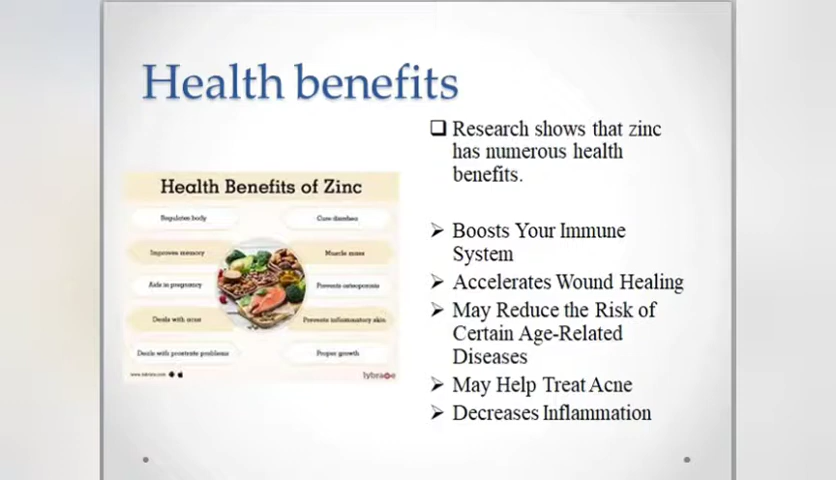 Health benefits
Research shows that zinc
has numerous health
benefits.
Boosts Your Immune
System
Accelerates Wound Healing
May Reduce the Risk of
Certain Age-Related
Diseases
May Help Treat Acne
Decreases Inflammation
Health Benefits of Zinc
Regulates body
Cure diarrhea
Improves memory
Muscle mass
Aids in pregnancy
Prevents osteoporosis
Deals with acne
Prevents inflammatory skin
Deals with prostrate problems
Proper growth
lybrate